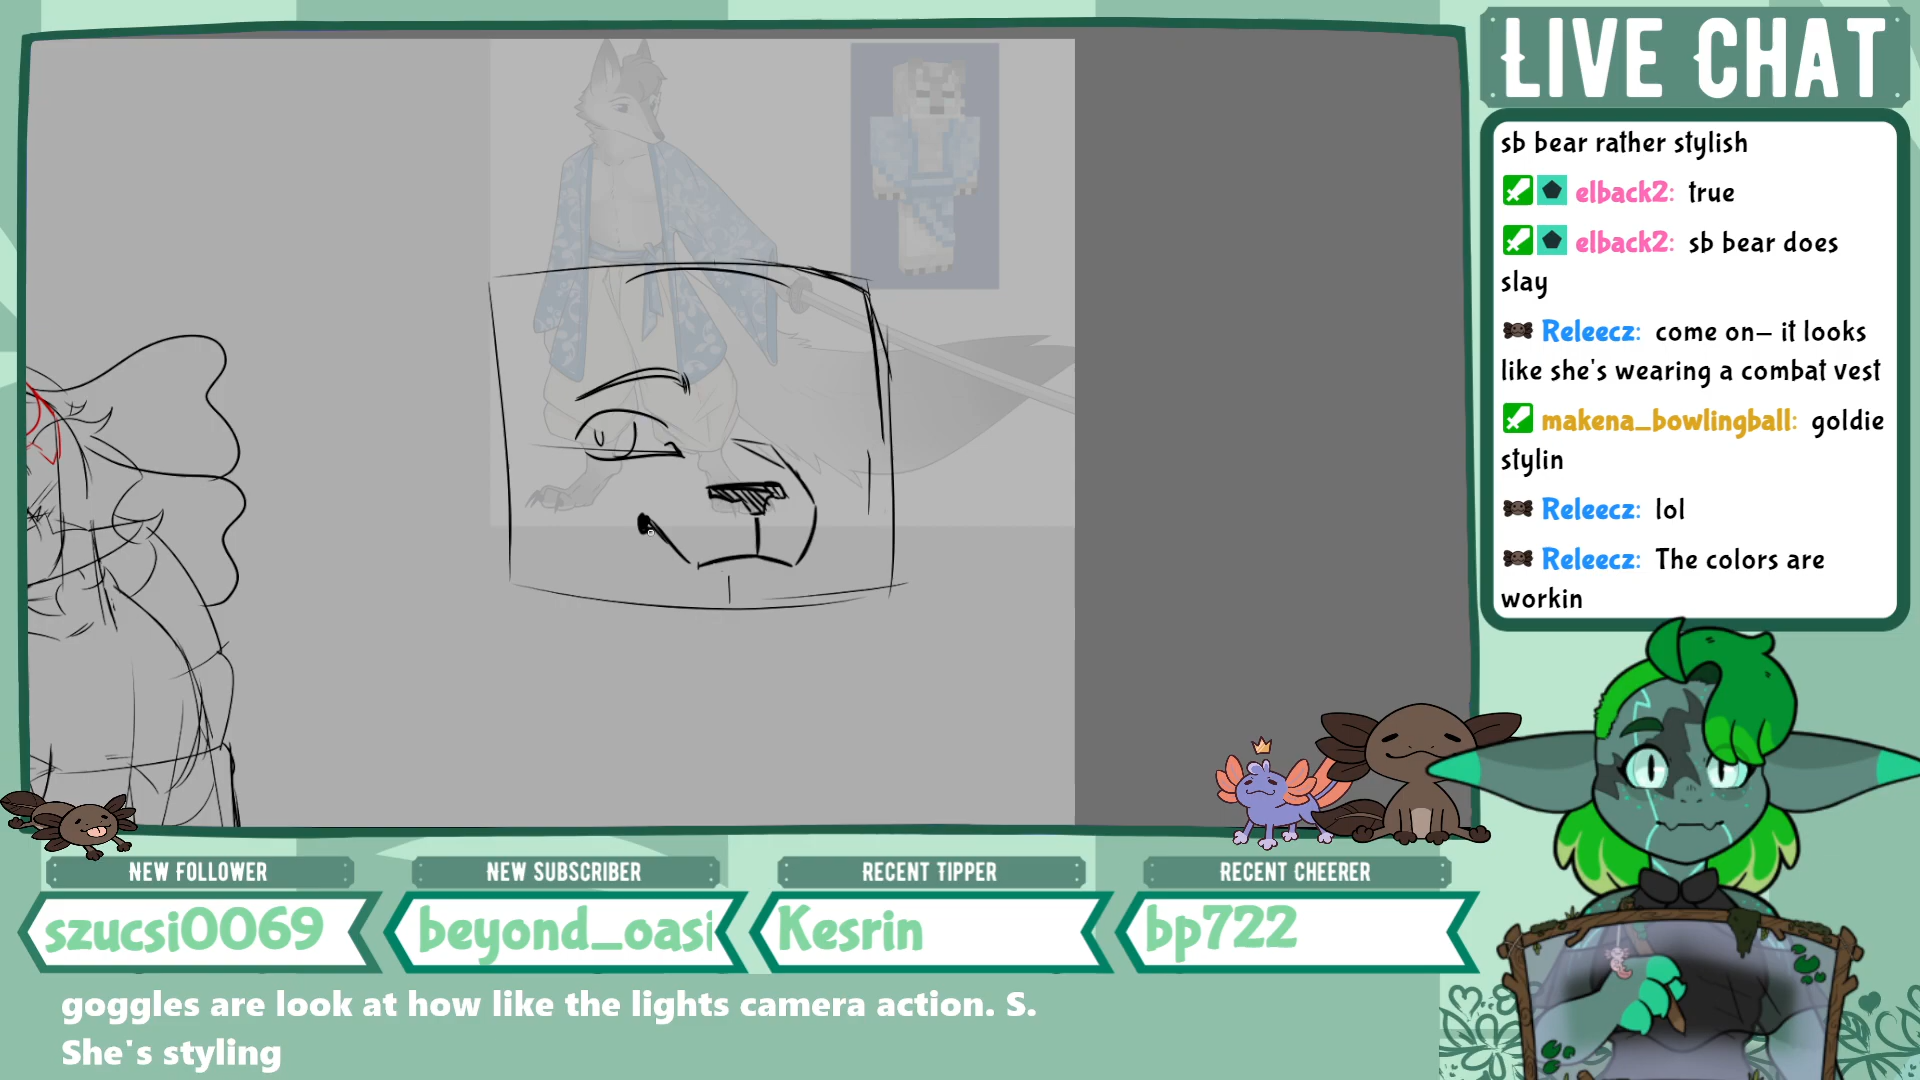 LIVE CHAT
sb bear rather stylish
elback2: true
elback2: sb bear does
slay
Releecz: come on– it looks
like she's wearing a combat vest
makena_bowlingball: goldie
stylin
Releecz: lol
Releecz: The colors are
workin
NEW FOLLOWER
szucsi0069
NEW SUBSCRIBER
beyond_oasi
RECENT TIPPER
Kesrin
RECENT CHEERER
bp722
goggles are look at how like the lights camera action. S.
She's styling